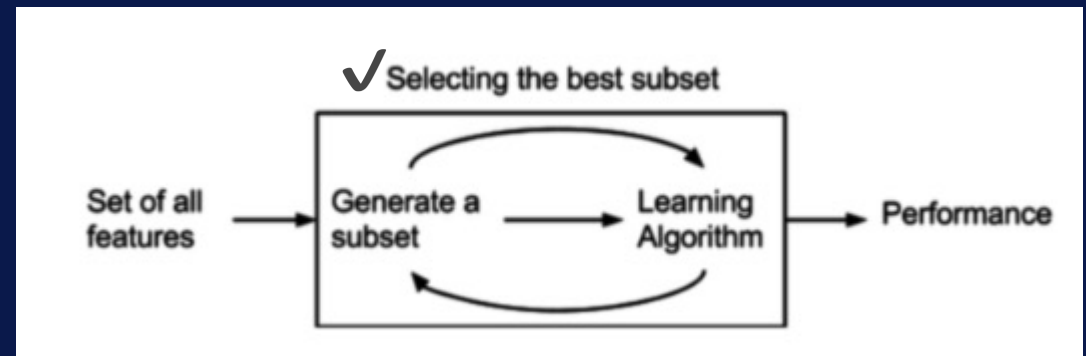 ✓Selecting the best subset
Set of all
features
Generate a
subset
Learning
Algorithm
Performance